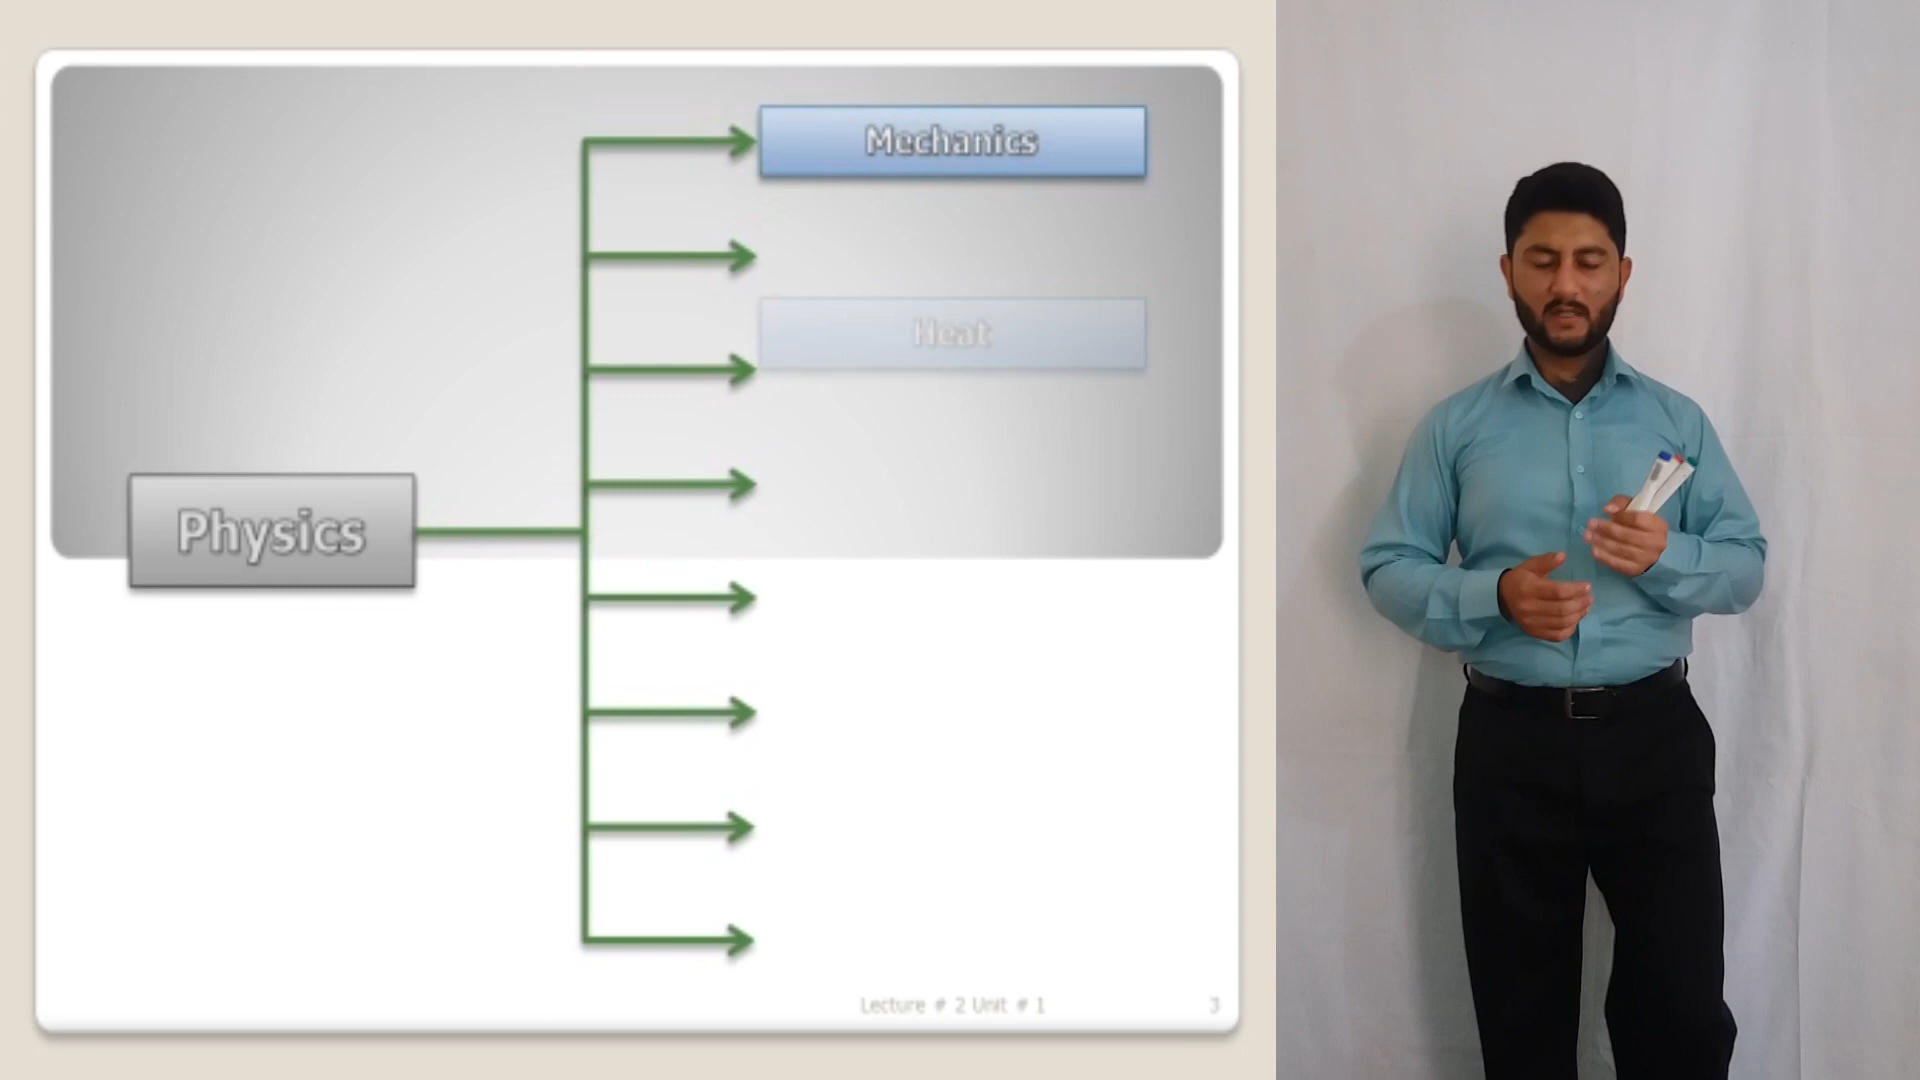 Mechanics
Heat
Physics
Lecture # 2 Unit # 1
3